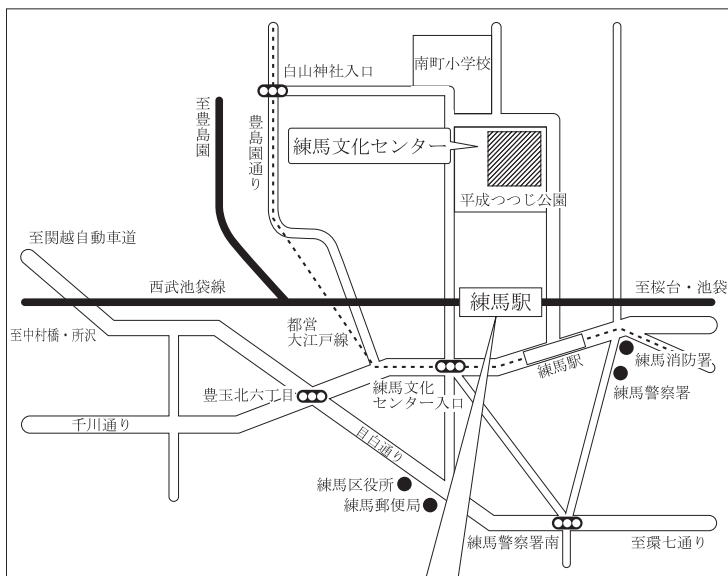 南町小学校
白山神社入口
至豊島園
豊島園通り
練馬文化センター
平成つつじ公園
至関越自動車道
西武池袋線
練馬駅
至桜台・池袋
至中村橋・所沢
都営
大江戸線
練馬駅
練馬消防署
練馬警察署
豊玉北六丁目
練馬文化
センター入口
千川通り
目白通り
練馬区役所
練馬郵便局
練馬警察署南
至環七通り